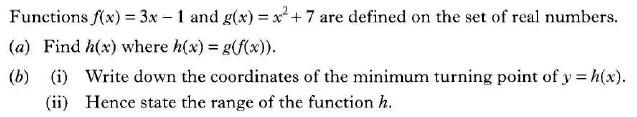 Functions f(x) = 3x – 1 and g(x) = x² + 7 are defined on the set of real numbers.
(a) Find h(x) where h(x) = g(f(x)).
(b) (i) Write down the coordinates of the minimum turning point of y = h(x).
(ii) Hence state the range of the function h.